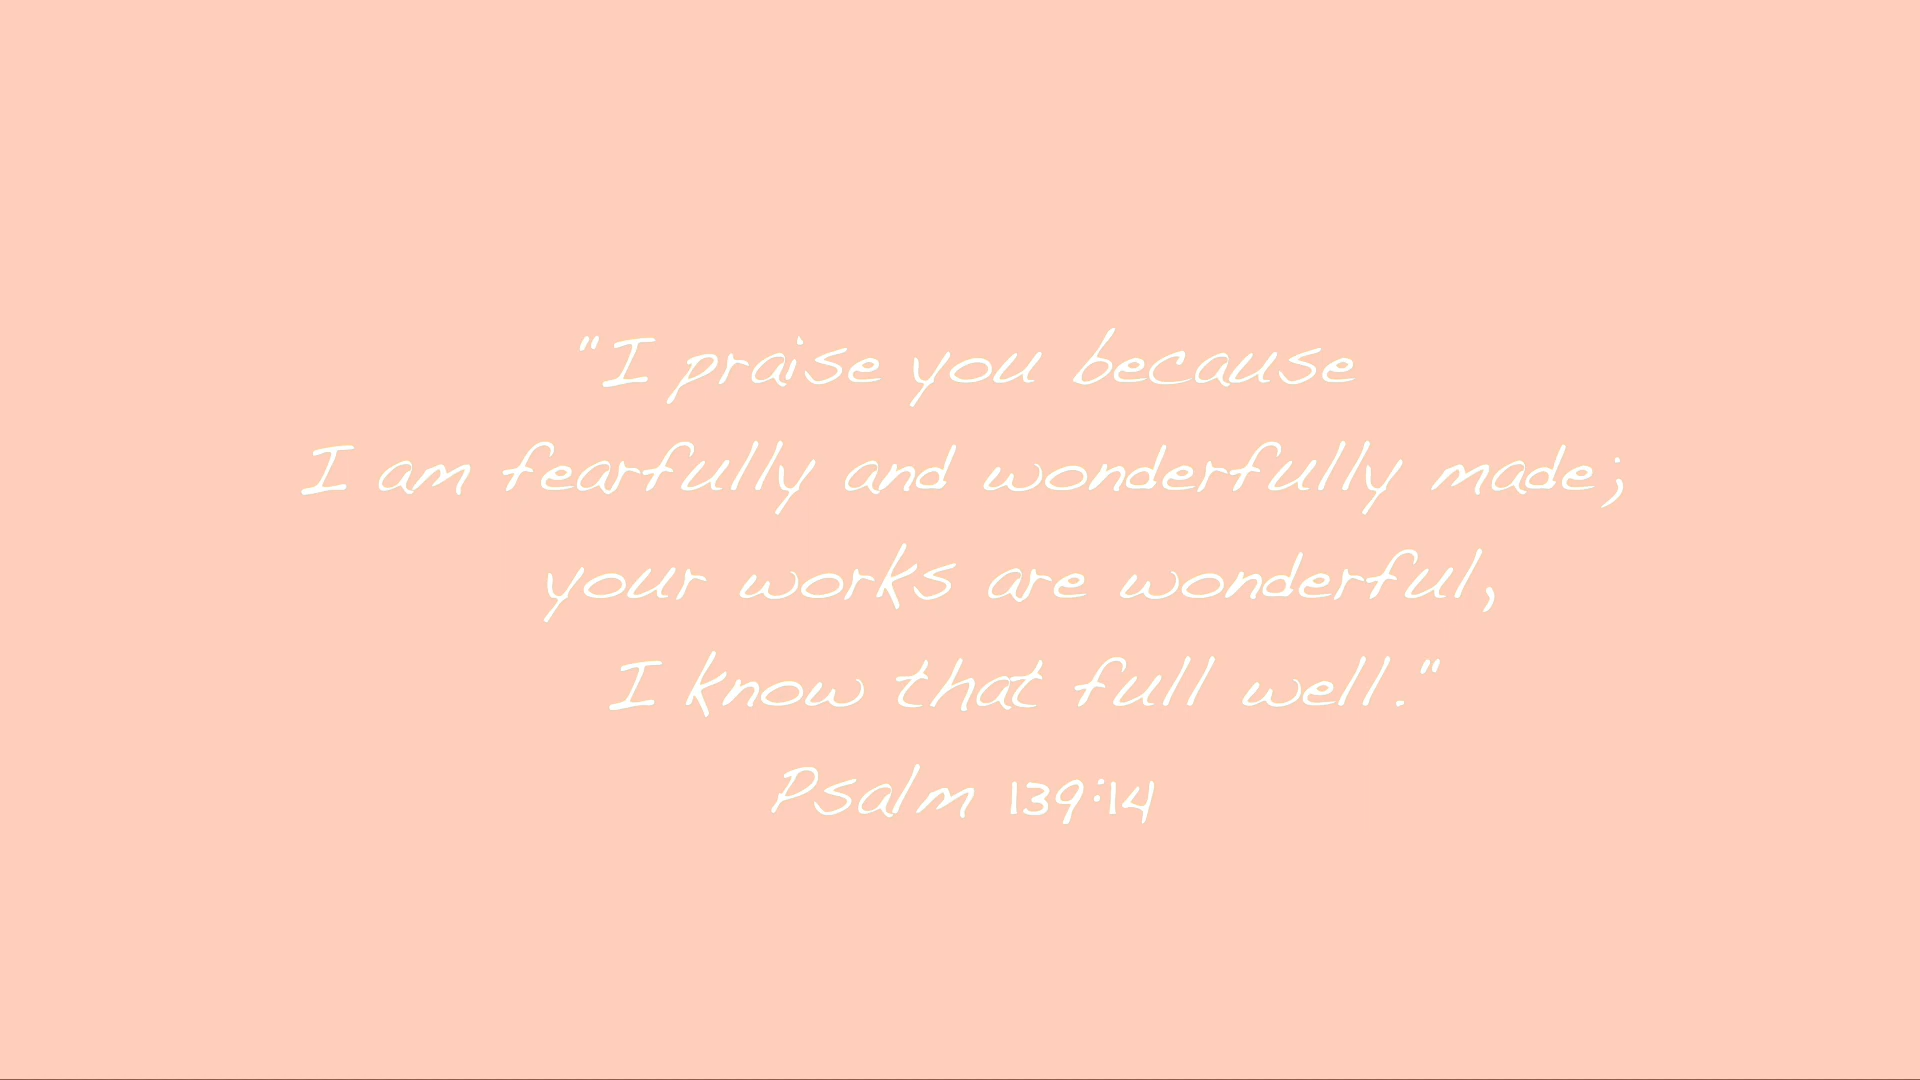 "I praise you because
I am fearfully and wonderfully made;
your works are wonderful,
I know that full well."
Psalm 139:14